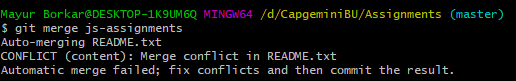 Mayur Borkar@DESKTOP-1K9UM6Q MINGW64 /d/CapgeminiBU/Assignments (master)
$ git merge js-assignments
Auto-merging README.txt
CONFLICT (content): Merge conflict in README.txt
Automatic merge failed; fix conflicts and then commit the result.